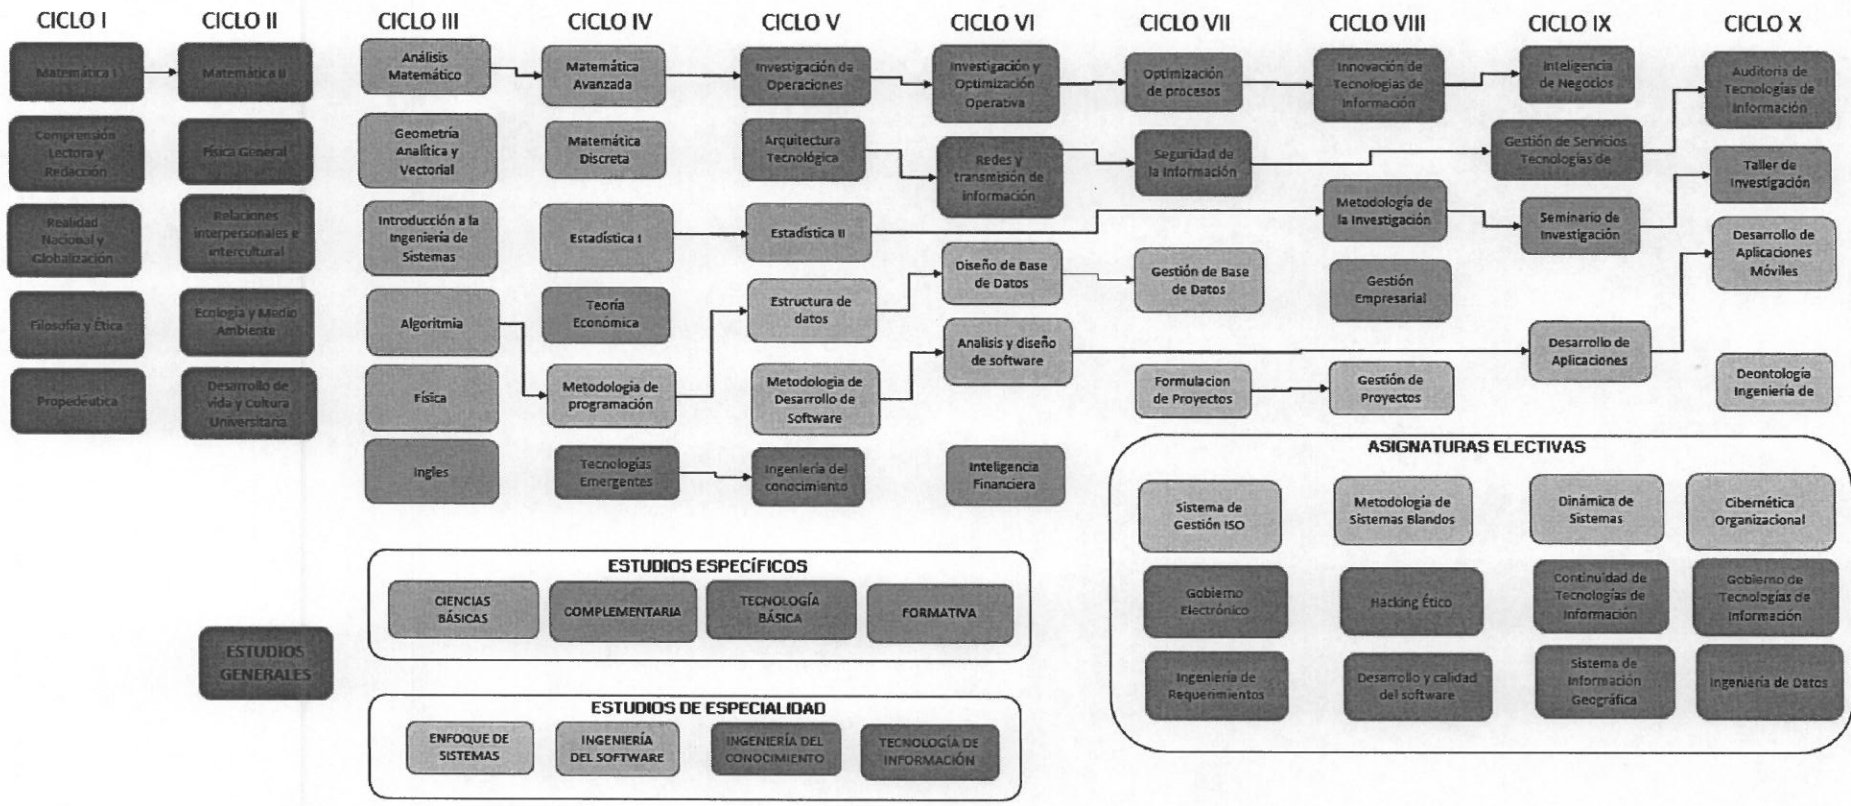 CICLO I
CICLO II
CICLO III
CICLO IV
CICLO V
CICLO VI
CICLO VII
CICLO VIII
CICLO IX
CICLO X
Matemática I
Matemática II
Análisis
Matemático
Matemática
Avanzada
Investigación de
Operaciones
Investigación y
Optimización
Operativa
Optimización
de procesos
Innovación de
Tecnologías de
Información
Inteligencia
de Negocios
Auditoria de
Tecnologías de
Información
Comprensión
Lectora y
Redacción
Física General
Geometría
Analítica y
Vectorial
Matemática
Discreta
Arquitectura
Tecnológica
Redes y
transmisión de
información
Seguridad de
la Información
Gestión de Servicios
Tecnologías de
Taller de
Investigación
Realidad
Nacional y
Globalización
Relaciones
interpersonales e
intercultural
Introducción a la
Ingeniería de
Sistemas
Estadística I
Estadística II
Metodología de
la Investigación
Seminario de
Investigación
Desarrollo de
Aplicaciones
Móviles
Diseño de Base
de Datos
Gestión de Base
de Datos
Gestión
Empresarial
Filosofía y Ética
Ecología y Medio
Ambiente
Algoritmia
Teoría
Económica
Estructura de
datos
Analisis y diseño
de software
Desarrollo de
Aplicaciones
Propedéutica
Desarrollo de
vida y Cultura
Universitaria
Física
Metodologia de
programación
Metodologia de
Desarrollo de
Software
Formulacion
de Proyectos
Gestión de
Proyectos
Deontología
Ingeniería de
Ingles
Tecnologías
Emergentes
Ingeniería del
conocimiento
Inteligencia
Financiera
ASIGNATURAS ELECTIVAS
Sistema de
Gestión ISO
Metodología de
Sistemas Blandos
Dinámica de
Sistemas
Cibernética
Organizacional
Gobierno
Electrónico
Hacking Ético
Continuidad de
Tecnologías de
Información
Gobierno de
Tecnologías de
Información
Ingeniería de
Requerimientos
Desarrollo y calidad
del software
Sistema de
Información
Geográfica
Ingeniería de Datos
ESTUDIOS
GENERALES
ESTUDIOS ESPECÍFICOS
CIENCIAS
BÁSICAS
COMPLEMENTARIA
TECNOLOGÍA
BÁSICA
FORMATIVA
ESTUDIOS DE ESPECIALIDAD
ENFOQUE DE
SISTEMAS
INGENIERÍA
DEL SOFTWARE
INGENIERÍA DEL
CONOCIMIENTO
TECNOLOGÍA DE
INFORMACIÓN